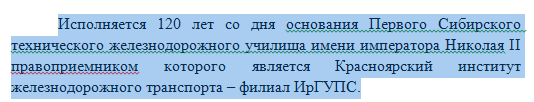 Исполняется 120 лет со дня основания Первого Сибирского
технического железнодорожного училища имени императора Николая II
правоприемником которого является Красноярский институт
железнодорожного транспорта – филиал ИрГУПС.